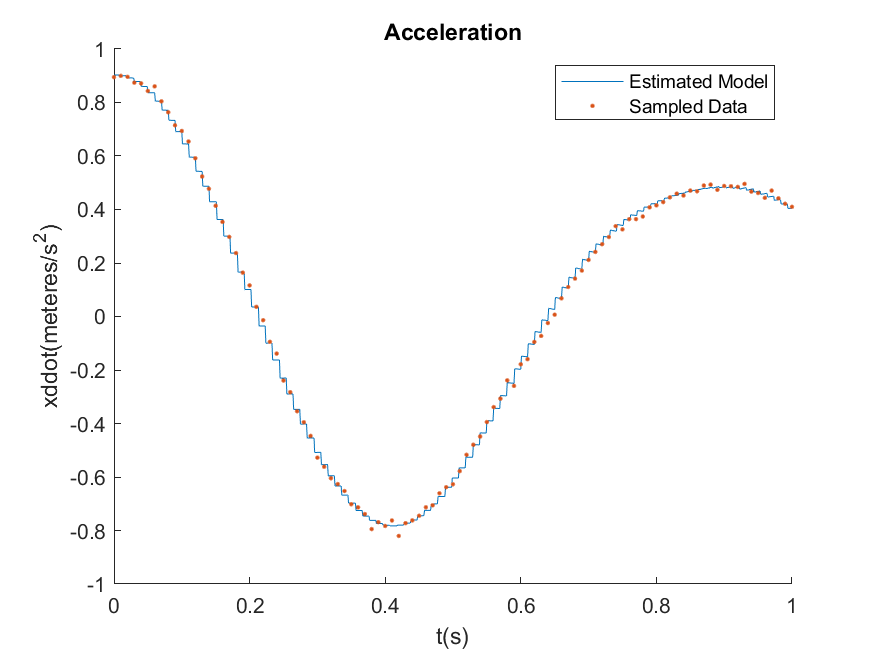 Acceleration
Estimated Model
Sampled Data
1
0.8
0.6
0.4
0.2
0
-0.2
-0.4
-0.6
-0.8
-1
xddot(meteres/s²)
0 0.2 0.4 0.6 0.8 1
t(s)